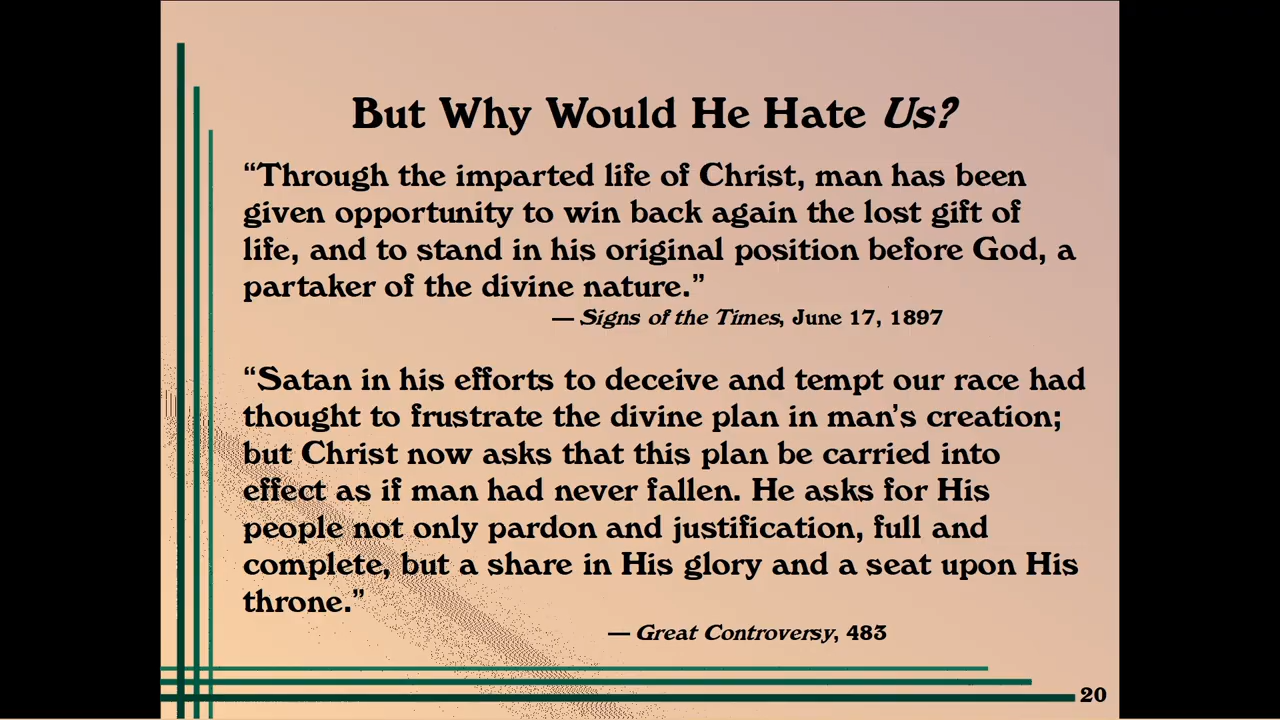 But Why Would He Hate Us?
“Through the imparted life of Christ, man has been
given opportunity to win back again the lost gift of
life, and to stand in his original position before God, a
partaker of the divine nature.”
— Signs of the Times, June 17, 1897
“Satan in his efforts to deceive and tempt our race had
thought to frustrate the divine plan in man’s creation;
but Christ now asks that this plan be carried into
effect as if man had never fallen. He asks for His
people not only pardon and justification, full and
complete, but a share in His glory and a seat upon His
throne.”
— Great Controversy, 483
20